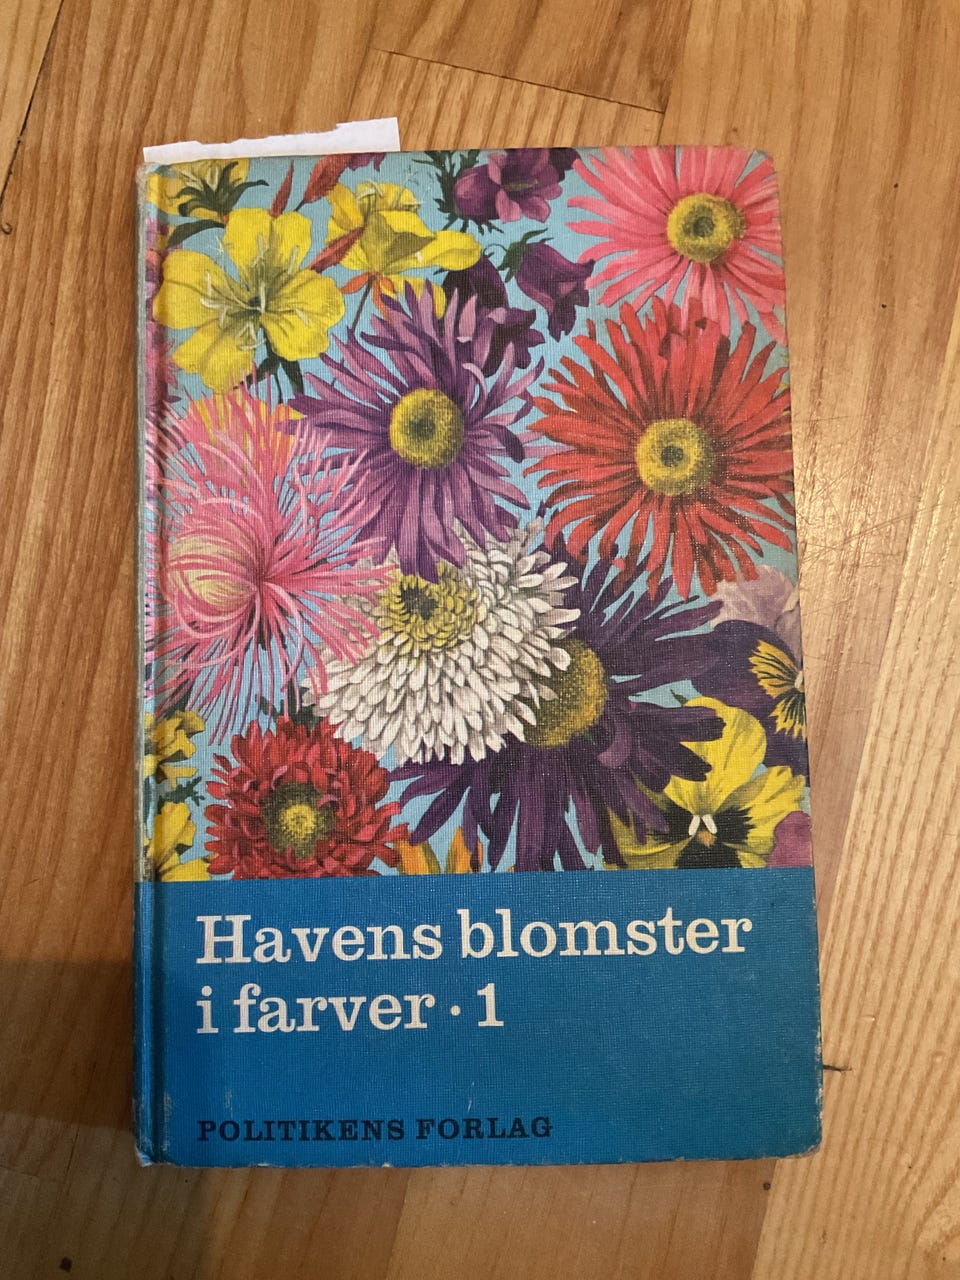 Havens blomster
i farver · 1
POLITIKENS FORLAG